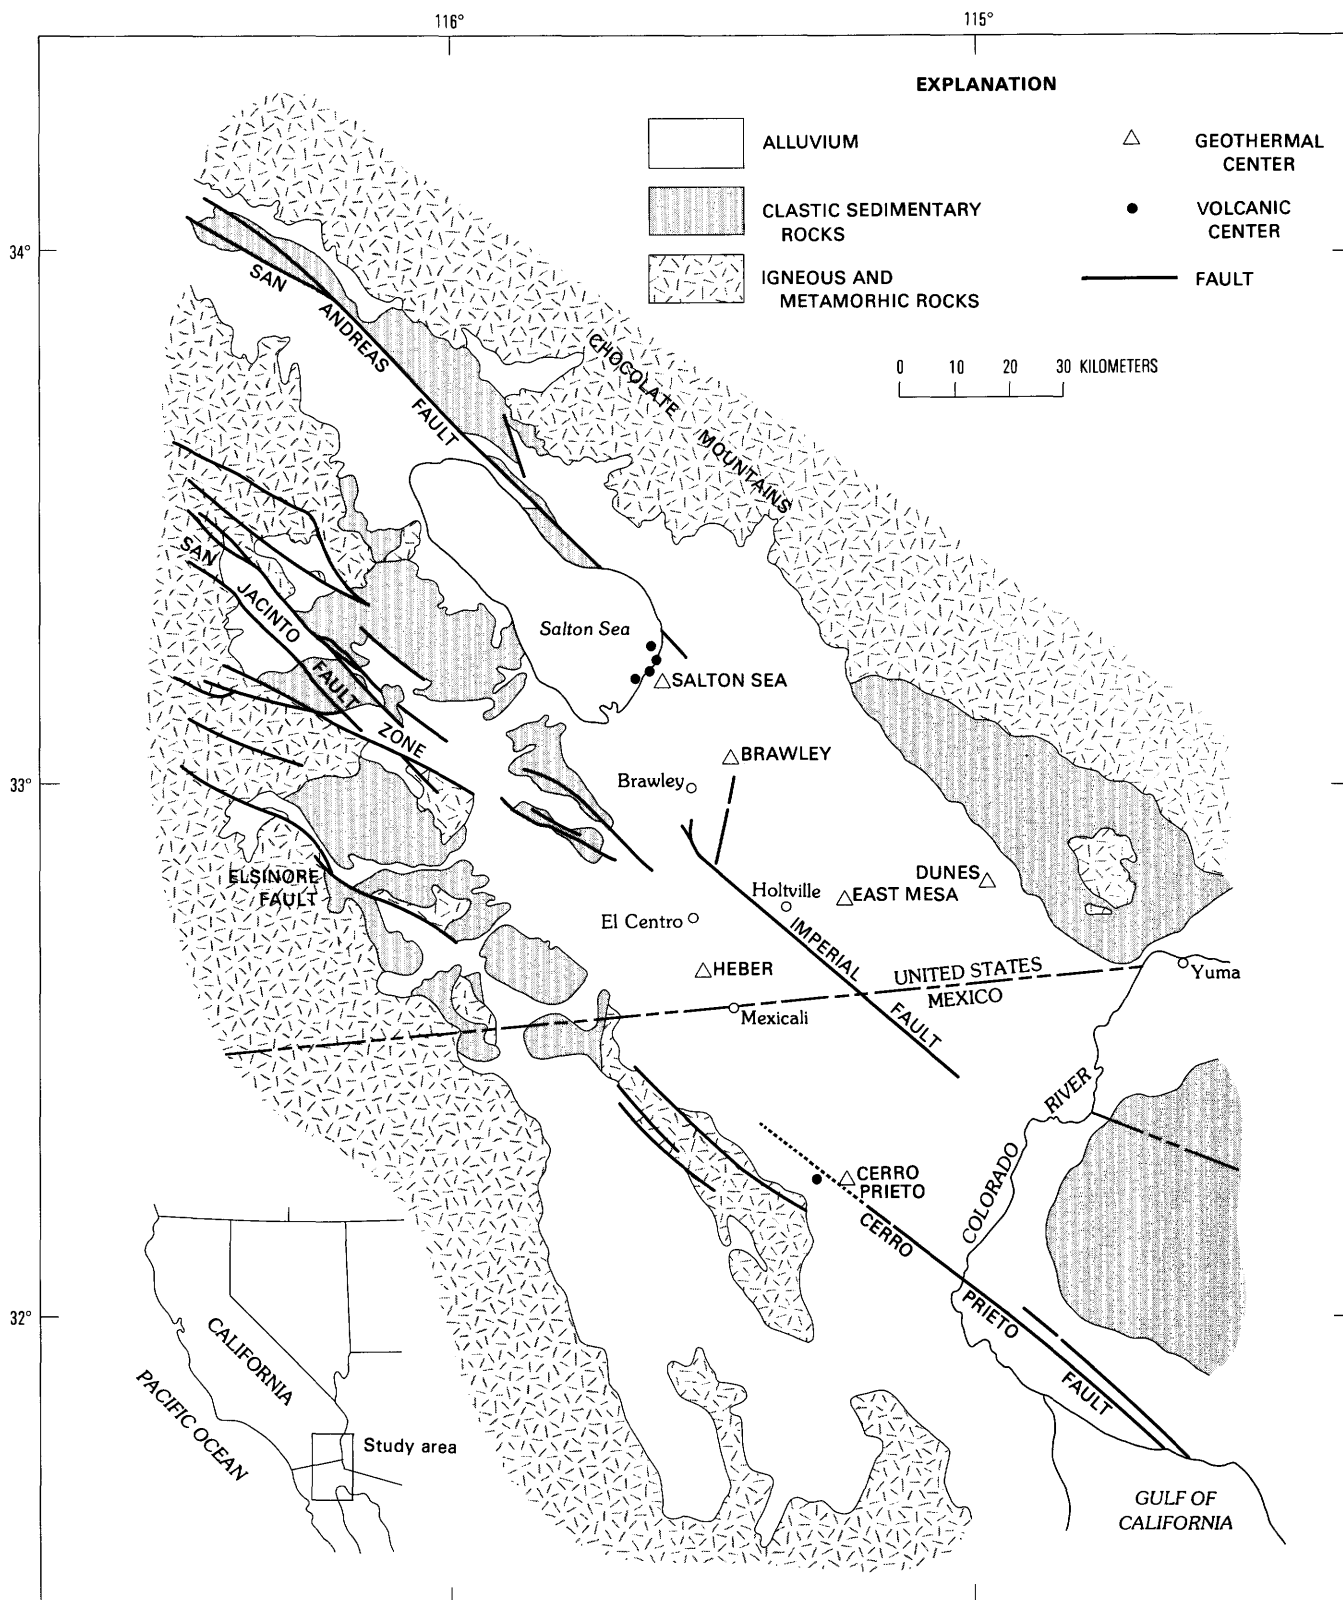 116°
115°
EXPLANATION
ALLUVIUM
CLASTIC SEDIMENTARY
ROCKS
IGNEOUS AND
METAMORHIC ROCKS
GEOTHERMAL
CENTER
VOLCANIC
CENTER
FAULT
0 10 20 30 KILOMETERS
34°
33°
32°
SAN
ANDREAS
FAULT
CHOCOLATE
MOUNTAINS
SAN
JACINTO
FAULT
ZONE
Salton Sea
SALTON SEA
BRAWLEY
Brawley
ELSINORE
FAULT
DUNES
EAST MESA
Holtville
El Centro
IMPERIAL
FAULT
HEBER
UNITED STATES
MEXICO
Yuma
Mexicali
COLORADO
RIVER
CERRO
PRIETO
CERRO
PRIETO
FAULT
CALIFORNIA
PACIFIC OCEAN
Study area
GULF OF
CALIFORNIA